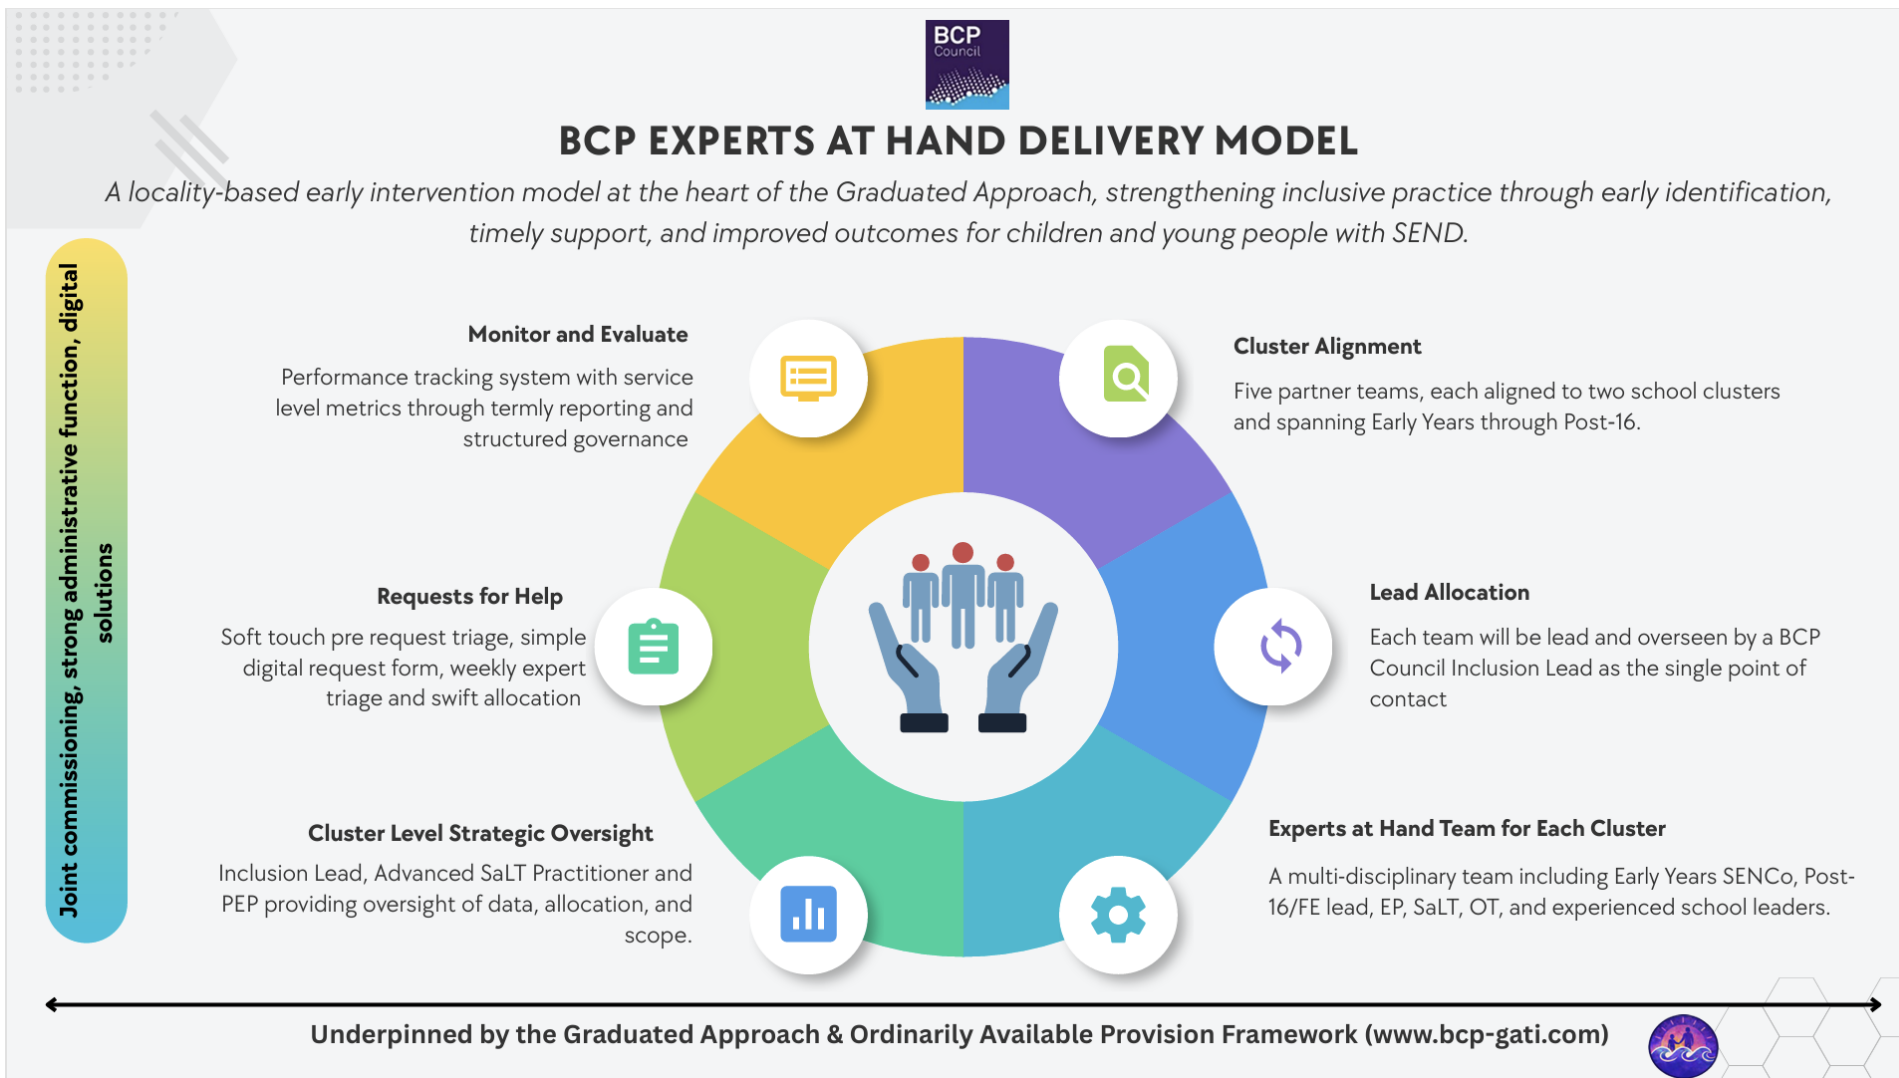 BCP
Council
BCP EXPERTS AT HAND DELIVERY MODEL
A locality-based early intervention model at the heart of the Graduated Approach, strengthening inclusive practice through early identification,
timely support, and improved outcomes for children and young people with SEND.
Joint commissioning, strong administrative function, digital
solutions
Monitor and Evaluate
Performance tracking system with service
level metrics through termly reporting and
structured governance
Cluster Alignment
Five partner teams, each aligned to two school clusters
and spanning Early Years through Post-16.
Requests for Help
Soft touch pre request triage, simple
digital request form, weekly expert
triage and swift allocation
Lead Allocation
Each team will be lead and overseen by a BCP
Council Inclusion Lead as the single point of
contact
Cluster Level Strategic Oversight
Inclusion Lead, Advanced SaLT Practitioner and
PEP providing oversight of data, allocation, and
scope.
Experts at Hand Team for Each Cluster
A multi-disciplinary team including Early Years SENCo, Post-
16/FE lead, EP, SaLT, OT, and experienced school leaders.
Underpinned by the Graduated Approach & Ordinarily Available Provision Framework (www.bcp-gati.com)